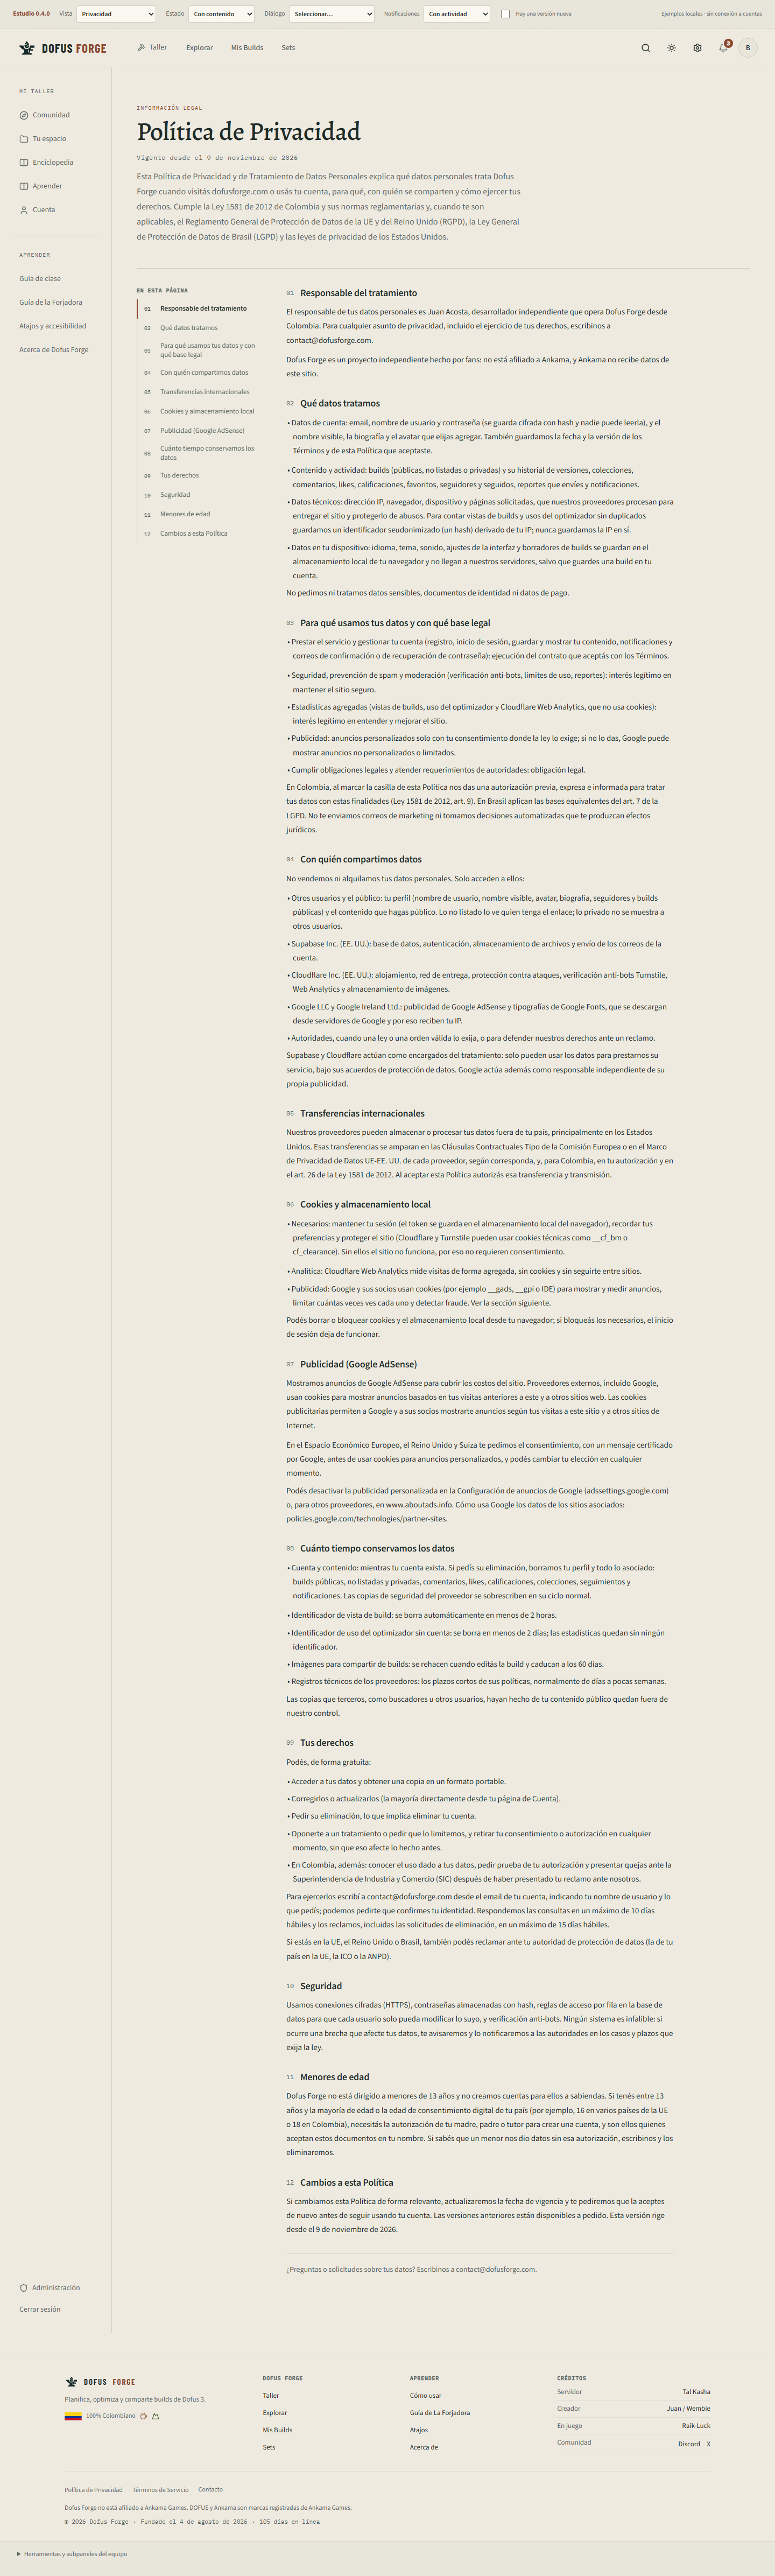 Estudio 0.4.0 Vista Privacidad Estado Con contenido Diálogo Seleccionar... Notificaciones Con actividad Hay una versión nueva Ejemplos locales · sin conexión a cuentas
DOFUS FORGE Taller Explorar Mis Builds Sets 3 B
MI TALLER
Comunidad
Tu espacio
Enciclopedia
Aprender
Cuenta
APRENDER
Guía de clase
Guía de la Forjadora
Atajos y accesibilidad
Acerca de Dofus Forge
INFORMACIÓN LEGAL
Política de Privacidad
Vigente desde el 9 de noviembre de 2026
Esta Política de Privacidad y de Tratamiento de Datos Personales explica qué datos personales trata Dofus
Forge cuando visitás dofusforge.com o usás tu cuenta, para qué, con quién se comparten y cómo ejercer tus
derechos. Cumple la Ley 1581 de 2012 de Colombia y sus normas reglamentarias y, cuando te son
aplicables, el Reglamento General de Protección de Datos de la UE y del Reino Unido (RGPD), la Ley General
de Protección de Datos de Brasil (LGPD) y las leyes de privacidad de los Estados Unidos.
EN ESTA PÁGINA
01 Responsable del tratamiento
02 Qué datos tratamos
03 Para qué usamos tus datos y con
qué base legal
04 Con quién compartimos datos
05 Transferencias internacionales
06 Cookies y almacenamiento local
07 Publicidad (Google AdSense)
08 Cuánto tiempo conservamos los
datos
09 Tus derechos
10 Seguridad
11 Menores de edad
12 Cambios a esta Política
01 Responsable del tratamiento
El responsable de tus datos personales es Juan Acosta, desarrollador independiente que opera Dofus Forge desde
Colombia. Para cualquier asunto de privacidad, incluido el ejercicio de tus derechos, escribinos a
contact@dofusforge.com.
Dofus Forge es un proyecto independiente hecho por fans: no está afiliado a Ankama, y Ankama no recibe datos de
este sitio.
02 Qué datos tratamos
• Datos de cuenta: email, nombre de usuario y contraseña (se guarda cifrada con hash y nadie puede leerla), y el
nombre visible, la biografía y el avatar que elijas agregar. También guardamos la fecha y la versión de los
Términos y de esta Política que aceptaste.
• Contenido y actividad: builds (públicas, no listadas o privadas) y su historial de versiones, colecciones,
comentarios, likes, calificaciones, favoritos, seguidores y seguidos, reportes que envíes y notificaciones.
• Datos técnicos: dirección IP, navegador, dispositivo y páginas solicitadas, que nuestros proveedores procesan para
entregar el sitio y protegerlo de abusos. Para contar vistas de builds y usos del optimizador sin duplicados
guardamos un identificador seudonimizado (un hash) derivado de tu IP; nunca guardamos la IP en sí.
• Datos en tu dispositivo: idioma, tema, sonido, ajustes de la interfaz y borradores de builds se guardan en el
almacenamiento local de tu navegador y no llegan a nuestros servidores, salvo que guardes una build en tu
cuenta.
No pedimos ni tratamos datos sensibles, documentos de identidad ni datos de pago.
03 Para qué usamos tus datos y con qué base legal
• Prestar el servicio y gestionar tu cuenta (registro, inicio de sesión, guardar y mostrar tu contenido, notificaciones y
correos de confirmación o de recuperación de contraseña): ejecución del contrato que aceptás con los Términos.
• Seguridad, prevención de spam y moderación (verificación anti-bots, límites de uso, reportes): interés legítimo en
mantener el sitio seguro.
• Estadísticas agregadas (vistas de builds, uso del optimizador y Cloudflare Web Analytics, que no usa cookies):
interés legítimo en entender y mejorar el sitio.
• Publicidad: anuncios personalizados solo con tu consentimiento donde la ley lo exige; si no lo das, Google puede
mostrar anuncios no personalizados o limitados.
• Cumplir obligaciones legales y atender requerimientos de autoridades: obligación legal.
En Colombia, al marcar la casilla de esta Política nos das una autorización previa, expresa e informada para tratar
tus datos con estas finalidades (Ley 1581 de 2012, art. 9). En Brasil aplican las bases equivalentes del art. 7 de la
LGPD. No te enviamos correos de marketing ni tomamos decisiones automatizadas que te produzcan efectos
jurídicos.
04 Con quién compartimos datos
No vendemos ni alquilamos tus datos personales. Solo acceden a ellos:
• Otros usuarios y el público: tu perfil (nombre de usuario, nombre visible, avatar, biografía, seguidores y builds
públicas) y el contenido que hagas público. Lo no listado lo ve quien tenga el enlace; lo privado no se muestra a
otros usuarios.
• Supabase Inc. (EE. UU.): base de datos, autenticación, almacenamiento de archivos y envío de los correos de la
cuenta.
• Cloudflare Inc. (EE. UU.): alojamiento, red de entrega, protección contra ataques, verificación anti-bots Turnstile,
Web Analytics y almacenamiento de imágenes.
• Google LLC y Google Ireland Ltd.: publicidad de Google AdSense y tipografías de Google Fonts, que se descargan
desde servidores de Google y por eso reciben tu IP.
• Autoridades, cuando una ley o una orden válida lo exija, o para defender nuestros derechos ante un reclamo.
Supabase y Cloudflare actúan como encargados del tratamiento: solo pueden usar los datos para prestarnos su
servicio, bajo sus acuerdos de protección de datos. Google actúa además como responsable independiente de su
propia publicidad.
05 Transferencias internacionales
Nuestros proveedores pueden almacenar o procesar tus datos fuera de tu país, principalmente en los Estados
Unidos. Esas transferencias se amparan en las Cláusulas Contractuales Tipo de la Comisión Europea o en el Marco
de Privacidad de Datos UE-EE. UU. de cada proveedor, según corresponda, y, para Colombia, en tu autorización y en
el art. 26 de la Ley 1581 de 2012. Al aceptar esta Política autorizás esa transferencia y transmisión.
06 Cookies y almacenamiento local
• Necesarios: mantener tu sesión (el token se guarda en el almacenamiento local del navegador), recordar tus
preferencias y proteger el sitio (Cloudflare y Turnstile pueden usar cookies técnicas como __cf_bm o
cf_clearance). Sin ellos el sitio no funciona, por eso no requieren consentimiento.
• Analítica: Cloudflare Web Analytics mide visitas de forma agregada, sin cookies y sin seguirte entre sitios.
• Publicidad: Google y sus socios usan cookies (por ejemplo __gads, __gpi o IDE) para mostrar y medir anuncios,
limitar cuántas veces ves cada uno y detectar fraude. Ver la sección siguiente.
Podés borrar o bloquear cookies y el almacenamiento local desde tu navegador; si bloqueás los necesarios, el inicio
de sesión deja de funcionar.
07 Publicidad (Google AdSense)
Mostramos anuncios de Google AdSense para cubrir los costos del sitio. Proveedores externos, incluido Google,
usan cookies para mostrar anuncios basados en tus visitas anteriores a este y a otros sitios web. Las cookies
publicitarias permiten a Google y a sus socios mostrarte anuncios según tus visitas a este sitio y a otros sitios de
Internet.
En el Espacio Económico Europeo, el Reino Unido y Suiza te pedimos el consentimiento, con un mensaje certificado
por Google, antes de usar cookies para anuncios personalizados, y podés cambiar tu elección en cualquier
momento.
Podés desactivar la publicidad personalizada en la Configuración de anuncios de Google (adssettings.google.com)
o, para otros proveedores, en www.aboutads.info. Cómo usa Google los datos de los sitios asociados:
policies.google.com/technologies/partner-sites.
08 Cuánto tiempo conservamos los datos
• Cuenta y contenido: mientras tu cuenta exista. Si pedís su eliminación, borramos tu perfil y todo lo asociado:
builds públicas, no listadas y privadas, comentarios, likes, calificaciones, colecciones, seguimientos y
notificaciones. Las copias de seguridad del proveedor se sobrescriben en su ciclo normal.
• Identificador de vista de build: se borra automáticamente en menos de 2 horas.
• Identificador de uso del optimizador sin cuenta: se borra en menos de 2 días; las estadísticas quedan sin ningún
identificador.
• Imágenes para compartir de builds: se rehacen cuando editás la build y caducan a los 60 días.
• Registros técnicos de los proveedores: los plazos cortos de sus políticas, normalmente de días a pocas semanas.
Las copias que terceros, como buscadores u otros usuarios, hayan hecho de tu contenido público quedan fuera de
nuestro control.
09 Tus derechos
Podés, de forma gratuita:
• Acceder a tus datos y obtener una copia en un formato portable.
• Corregirlos o actualizarlos (la mayoría directamente desde tu página de Cuenta).
• Pedir su eliminación, lo que implica eliminar tu cuenta.
• Oponerte a un tratamiento o pedir que lo limitemos, y retirar tu consentimiento o autorización en cualquier
momento, sin que eso afecte lo hecho antes.
• En Colombia, además: conocer el uso dado a tus datos, pedir prueba de tu autorización y presentar quejas ante la
Superintendencia de Industria y Comercio (SIC) después de haber presentado tu reclamo ante nosotros.
Para ejercerlos escribí a contact@dofusforge.com desde el email de tu cuenta, indicando tu nombre de usuario y lo
que pedís; podemos pedirte que confirmes tu identidad. Respondemos las consultas en un máximo de 10 días
hábiles y los reclamos, incluidas las solicitudes de eliminación, en un máximo de 15 días hábiles.
Si estás en la UE, el Reino Unido o Brasil, también podés reclamar ante tu autoridad de protección de datos (la de tu
país en la UE, la ICO o la ANPD).
10 Seguridad
Usamos conexiones cifradas (HTTPS), contraseñas almacenadas con hash, reglas de acceso por fila en la base de
datos para que cada usuario solo pueda modificar lo suyo, y verificación anti-bots. Ningún sistema es infalible: si
ocurre una brecha que afecte tus datos, te avisaremos y lo notificaremos a las autoridades en los casos y plazos que
exija la ley.
11 Menores de edad
Dofus Forge no está dirigido a menores de 13 años y no creamos cuentas para ellos a sabiendas. Si tenés entre 13
años y la mayoría de edad o la edad de consentimiento digital de tu país (por ejemplo, 16 en varios países de la UE
o 18 en Colombia), necesitás la autorización de tu madre, padre o tutor para crear una cuenta, y son ellos quienes
aceptan estos documentos en tu nombre. Si sabés que un menor nos dio datos sin esa autorización, escribinos y los
eliminaremos.
12 Cambios a esta Política
Si cambiamos esta Política de forma relevante, actualizaremos la fecha de vigencia y te pediremos que la aceptes
de nuevo antes de seguir usando tu cuenta. Las versiones anteriores están disponibles a pedido. Esta versión rige
desde el 9 de noviembre de 2026.
¿Preguntas o solicitudes sobre tus datos? Escribinos a contact@dofusforge.com.
Administración
Cerrar sesión
DOFUS FORGE
Planifica, optimiza y comparte builds de Dofus 3.
100% Colombiano
DOFUS FORGE
Taller
Explorar
Mis Builds
Sets
APRENDER
Cómo usar
Guía de La Forjadora
Atajos
Acerca de
CRÉDITOS
Servidor Tal Kasha
Creador Juan / Wembie
En juego Raik-Luck
Comunidad Discord X
Política de Privacidad Términos de Servicio Contacto
Dofus Forge no está afiliado a Ankama Games. DOFUS y Ankama son marcas registradas de Ankama Games.
© 2026 Dofus Forge · Fundado el 4 de agosto de 2026 · 105 días en línea
Herramientas y subpaneles del equipo